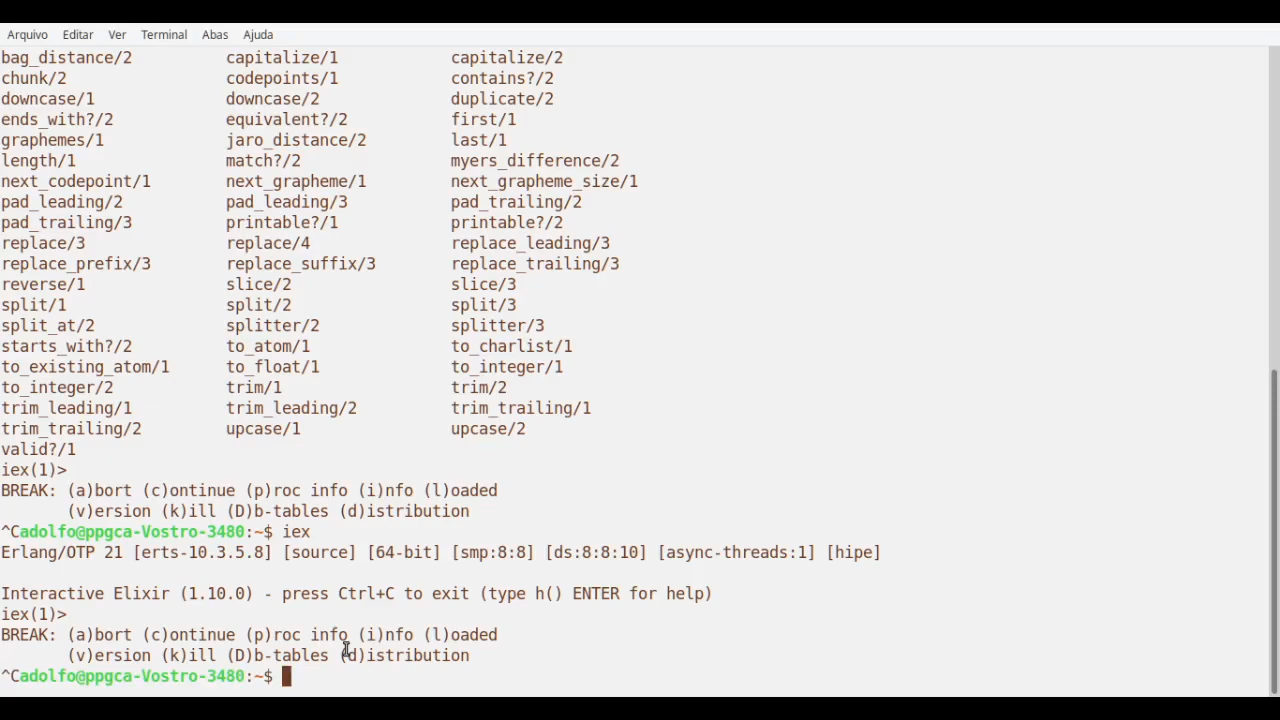 Arquivo Editar Ver Terminal Abas Ajuda
bag_distance/2 capitalize/1 capitalize/2
chunk/2 codepoints/1 contains?/2
downcase/1 downcase/2 duplicate/2
ends_with?/2 equivalent?/2 first/1
graphemes/1 jaro_distance/2 last/1
length/1 match?/2 myers_difference/2
next_codepoint/1 next_grapheme/1 next_grapheme_size/1
pad_leading/2 pad_leading/3 pad_trailing/2
pad_trailing/3 printable?/1 printable?/2
replace/3 replace/4 replace_leading/3
replace_prefix/3 replace_suffix/3 replace_trailing/3
reverse/1 slice/2 slice/3
split/1 split/2 split/3
split_at/2 splitter/2 splitter/3
starts_with?/2 to_atom/1 to_charlist/1
to_existing_atom/1 to_float/1 to_integer/1
to_integer/2 trim/1 trim/2
trim_leading/1 trim_leading/2 trim_trailing/1
trim_trailing/2 upcase/1 upcase/2
valid?/1
iex(1)>
BREAK: (a)bort (c)ontinue (p)roc info (i)nfo (l)oaded
(v)ersion (k)ill (D)b-tables (d)istribution
^Cadolfo@ppgca-Vostro-3480:~$ iex
Erlang/OTP 21 [erts-10.3.5.8] [source] [64-bit] [smp:8:8] [ds:8:8:10] [async-threads:1] [hipe]
Interactive Elixir (1.10.0) - press Ctrl+C to exit (type h() ENTER for help)
iex(1)>
BREAK: (a)bort (c)ontinue (p)roc info (i)nfo (l)oaded
(v)ersion (k)ill (D)b-tables (d)istribution
^Cadolfo@ppgca-Vostro-3480:~$